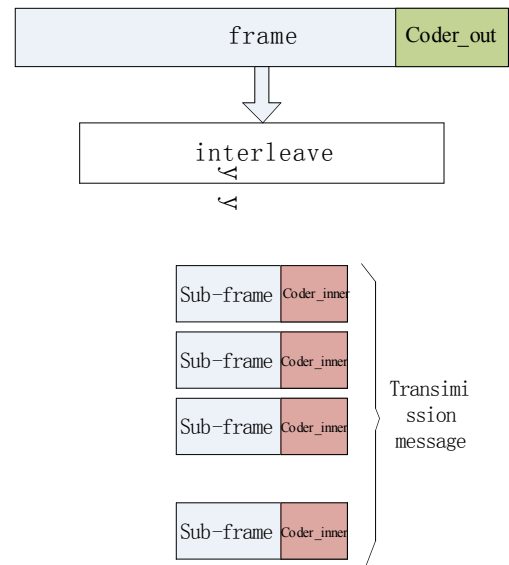 frame Coder_out
interleave
y
y
Sub-frame Coder_inner
Sub-frame Coder_inner
Sub-frame Coder_inner
Sub-frame Coder_inner
Transimi
ssion
message